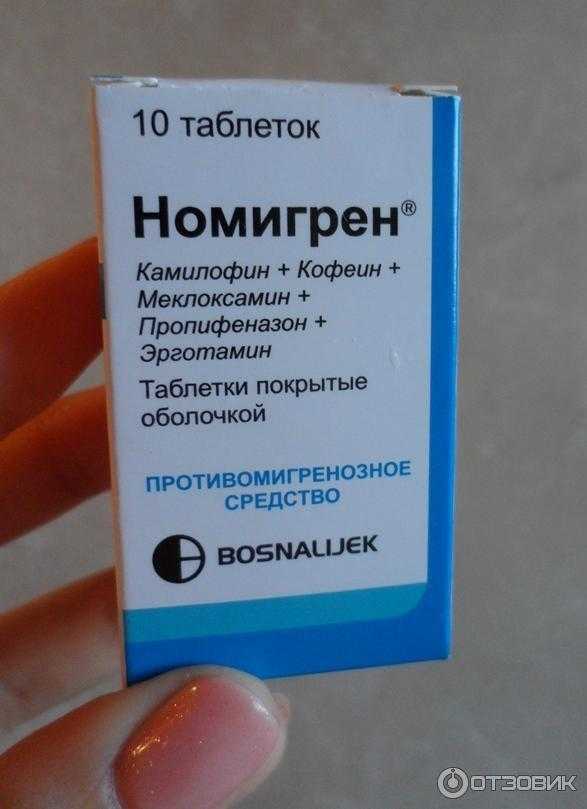 10 таблеток
Номигрен®
Камилофин + Кофеин +
Меклоксамин +
Пропифеназон +
Эрготамин
Таблетки покрытые
оболочкой
ПРОТИВОМИГРЕНОЗНОЕ
СРЕДСТВО
BOSNALIJEK
ОТЗОВИК